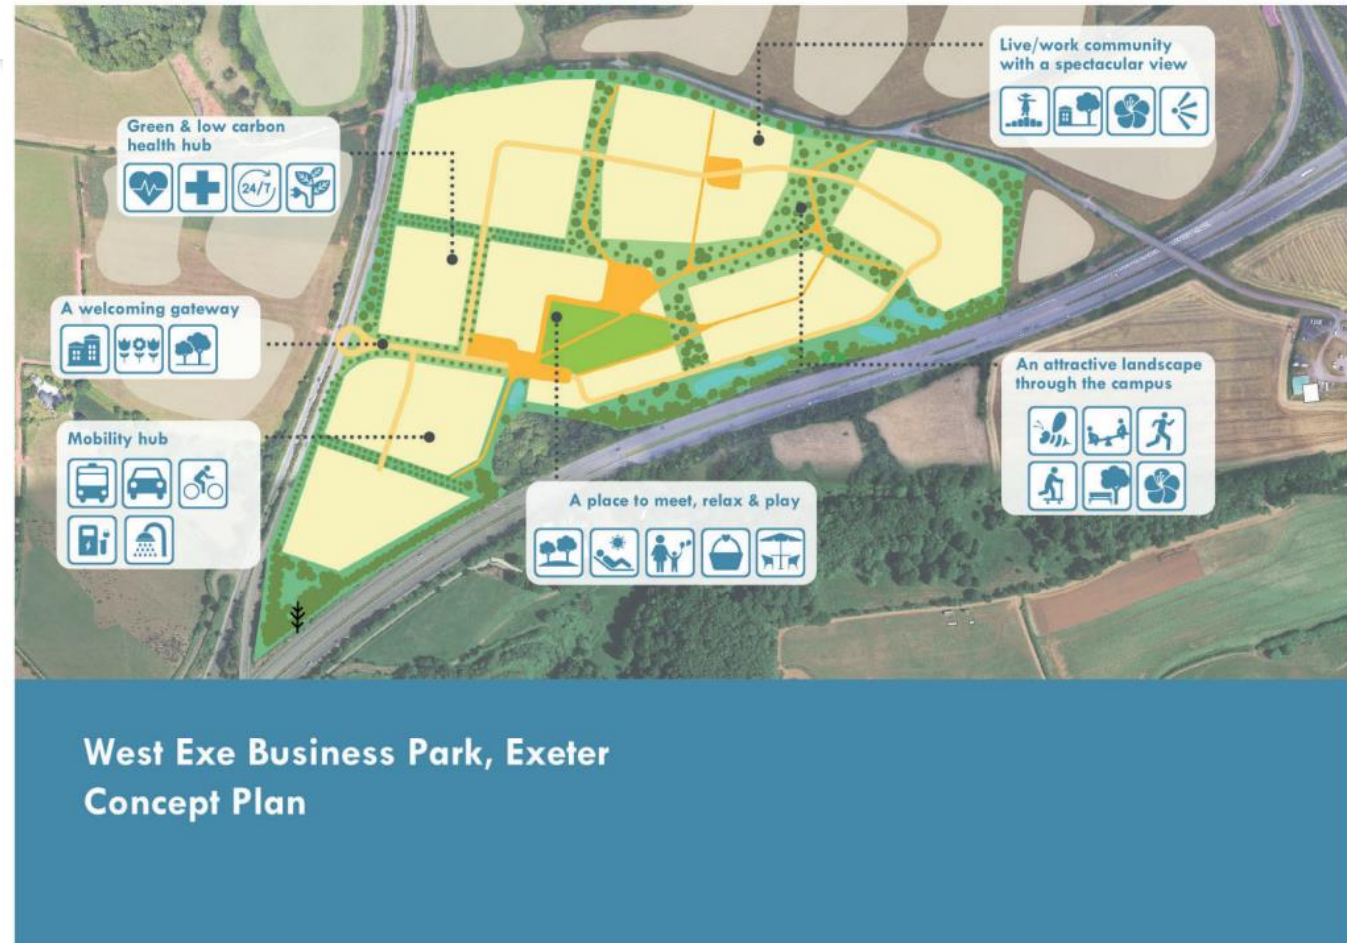 Live/work community
with a spectacular view
Green & low carbon
health hub
24/7
A welcoming gateway
Mobility hub
An attractive landscape
through the campus
A place to meet, relax & play
West Exe Business Park, Exeter
Concept Plan